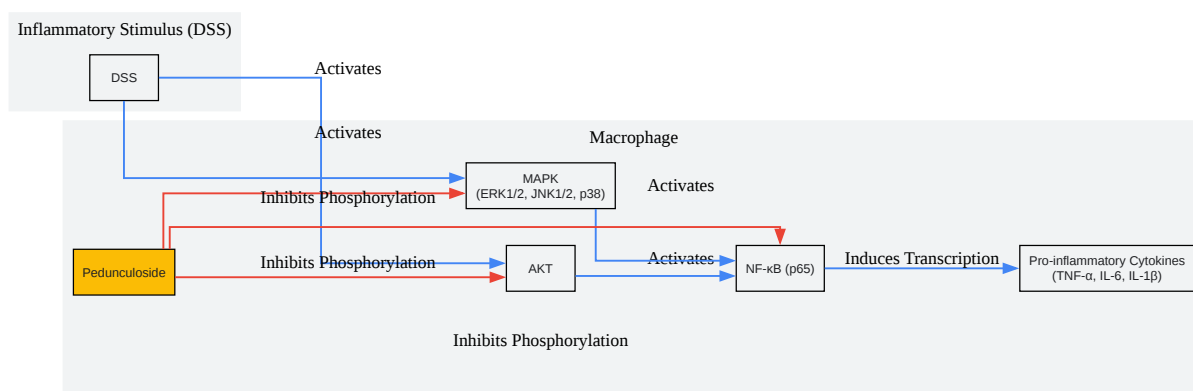 Inflammatory Stimulus (DSS)
DSS
Activates
Activates
Macrophage
MAPK
(ERK1/2, JNK1/2, p38)
Activates
Inhibits Phosphorylation
Pedunculoside
Inhibits Phosphorylation
AKT
Activates
NF-κB (p65)
Induces Transcription
Pro-inflammatory Cytokines
(TNF-α, IL-6, IL-1β)
Inhibits Phosphorylation